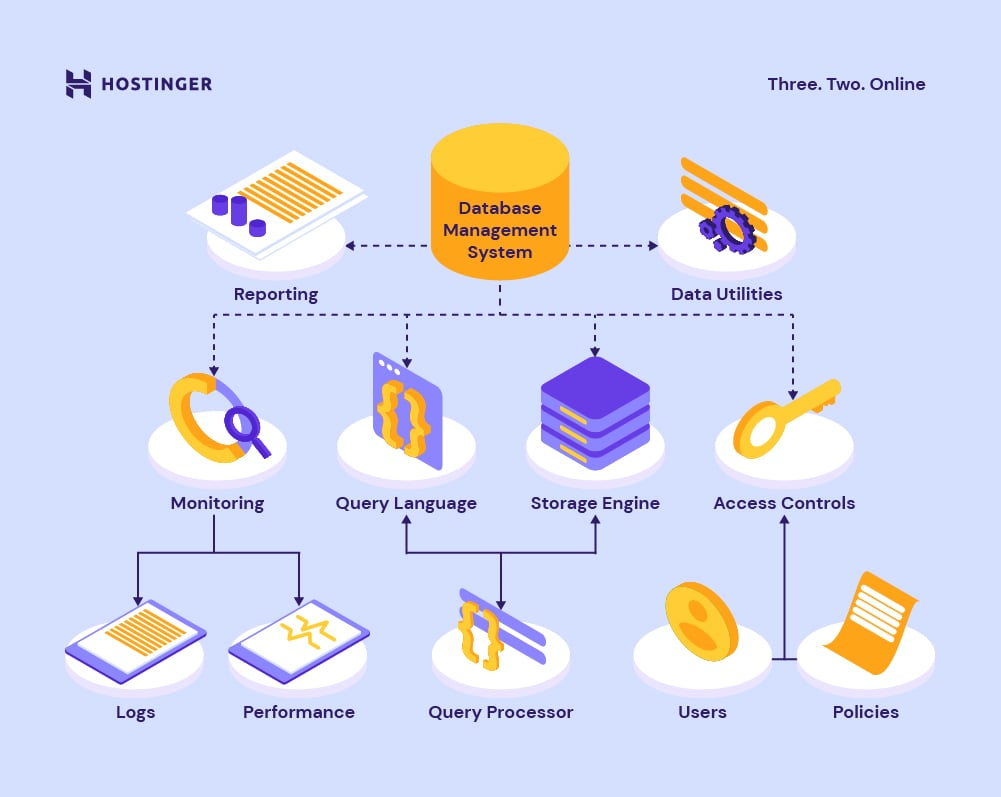 HOSTINGER
Three. Two. Online
Database
Management
System
Reporting
Data Utilities
Monitoring
Query Language
Storage Engine
Access Controls
Logs
Performance
Query Processor
Users
Policies